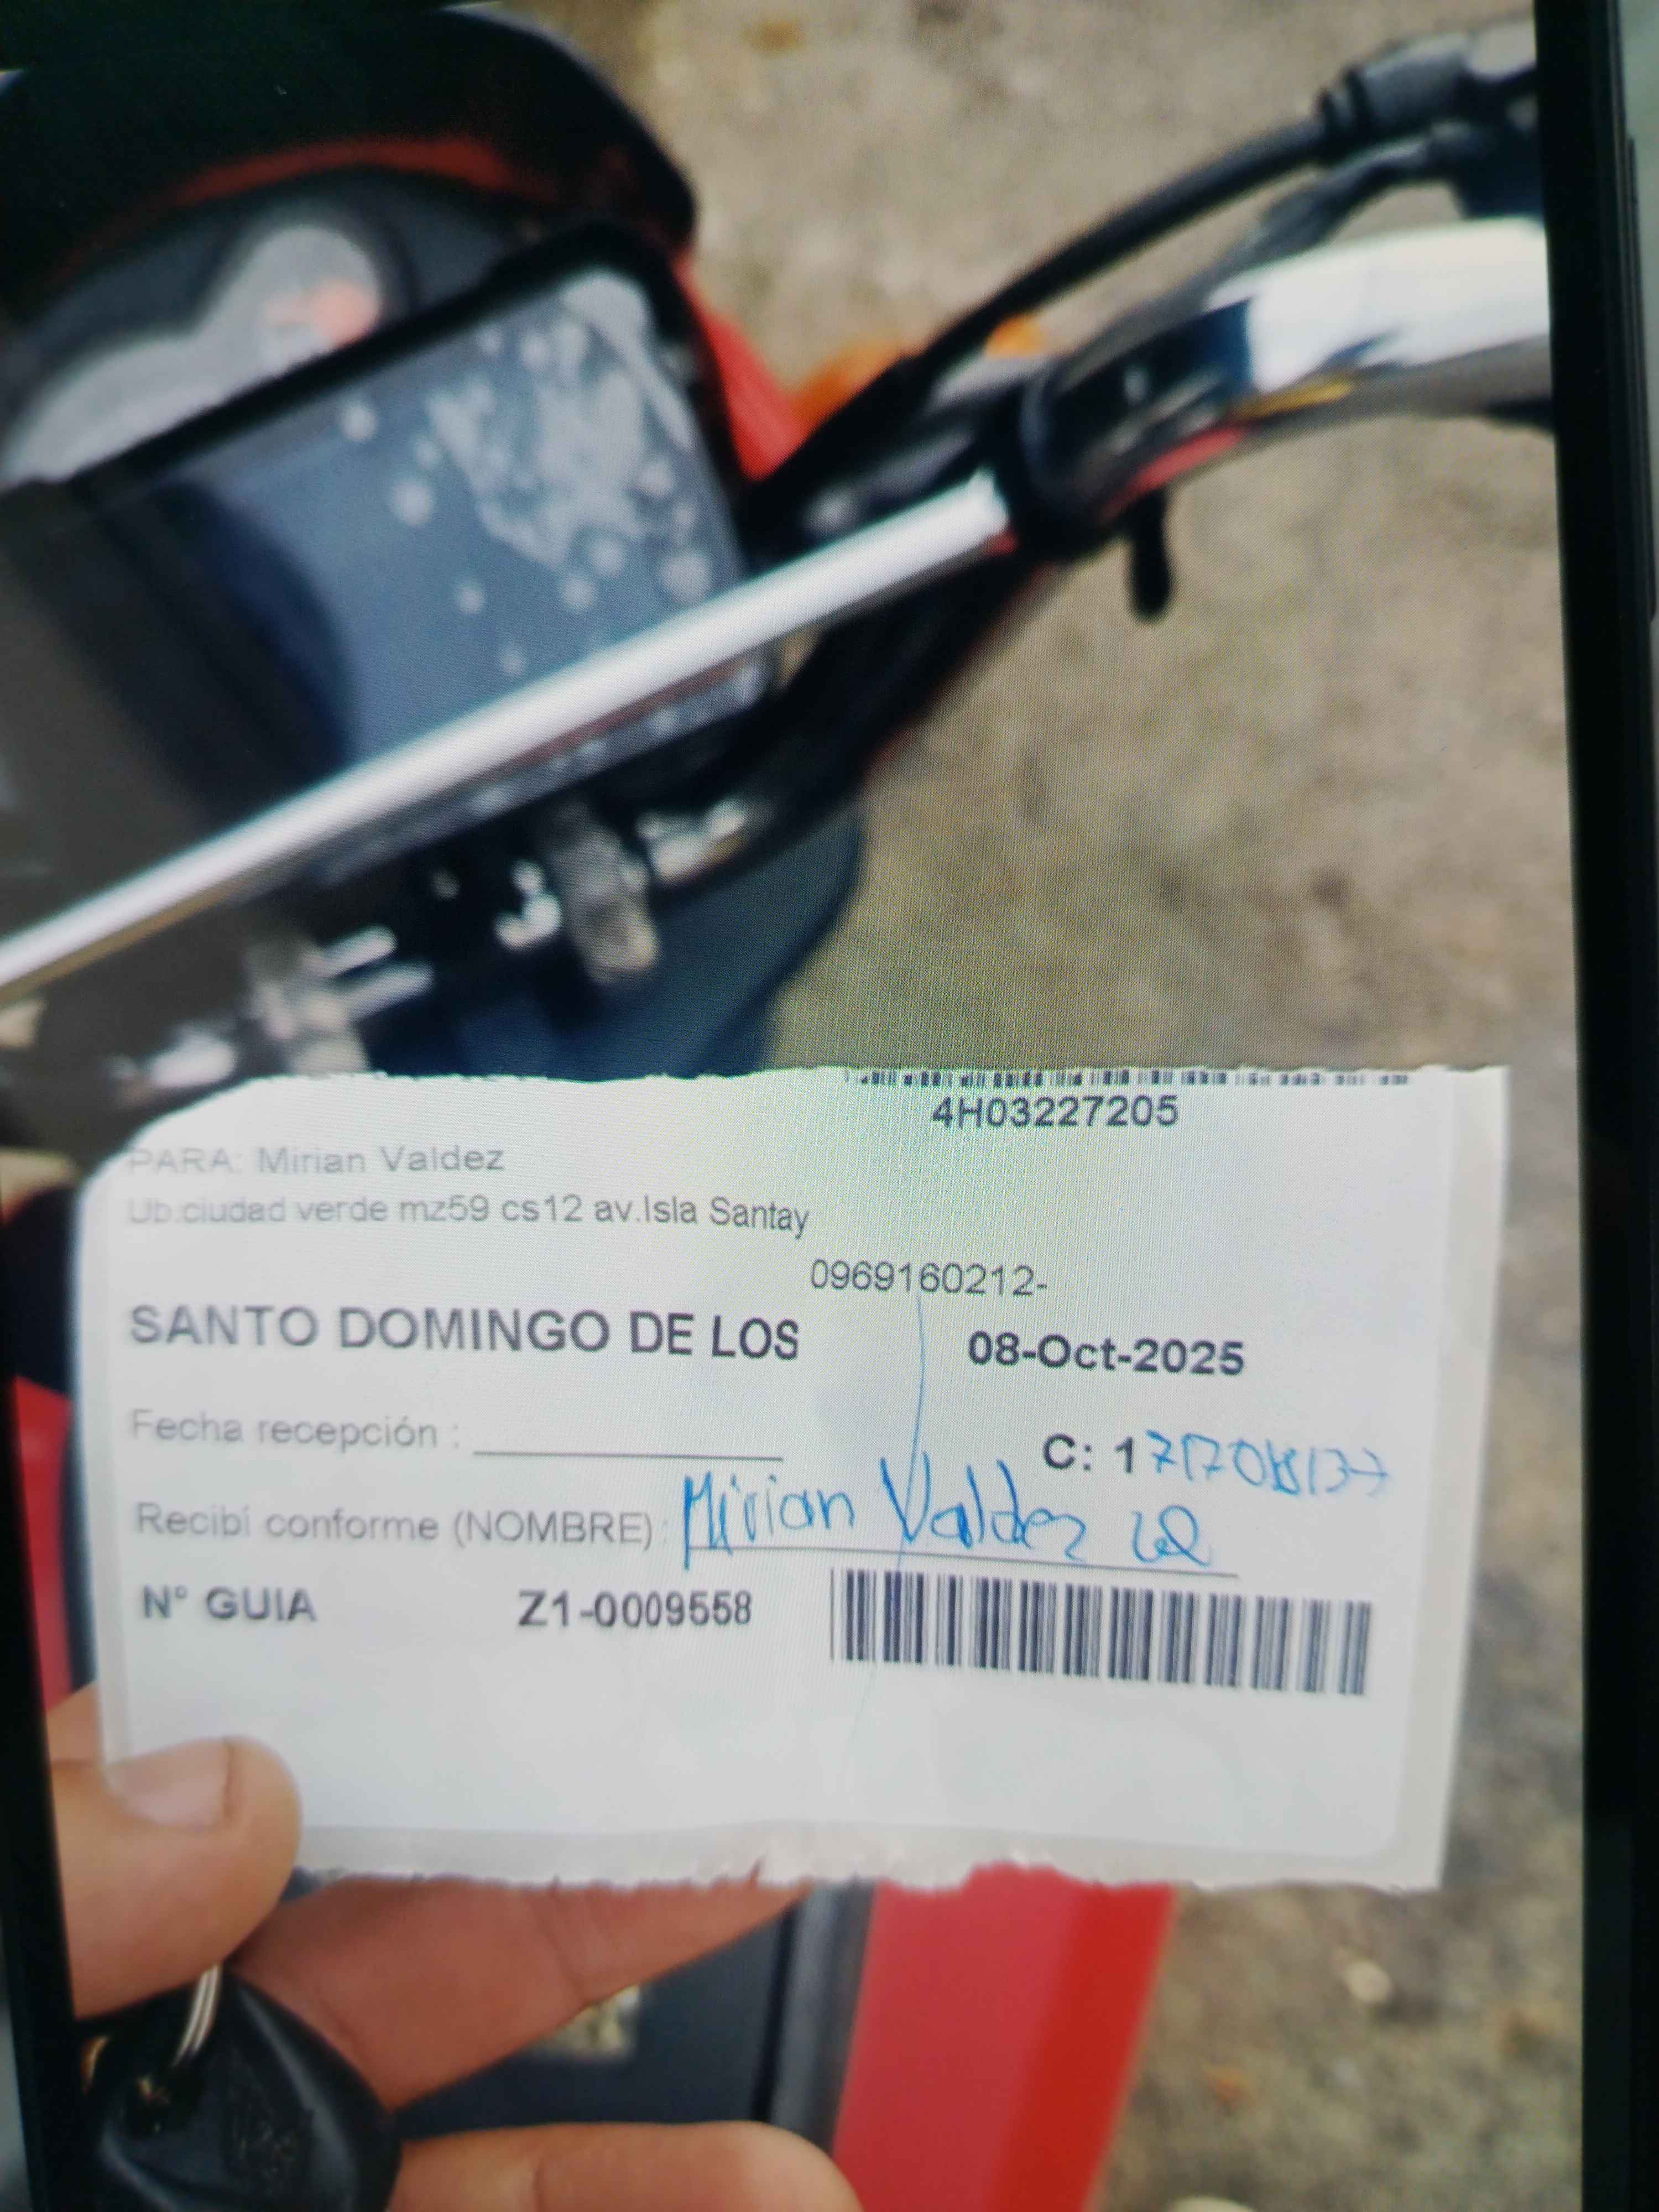 4H03227205
PARA: Mirian Valdez
Ub.ciudad verde mz59 cs12 av.Isla Santay
0969160212-
SANTO DOMINGO DE LOS
08-Oct-2025
Fecha recepción :
C: 1
Recibí conforme (NOMBRE) : Mirian Valdez
N° GUIA Z1-0009558